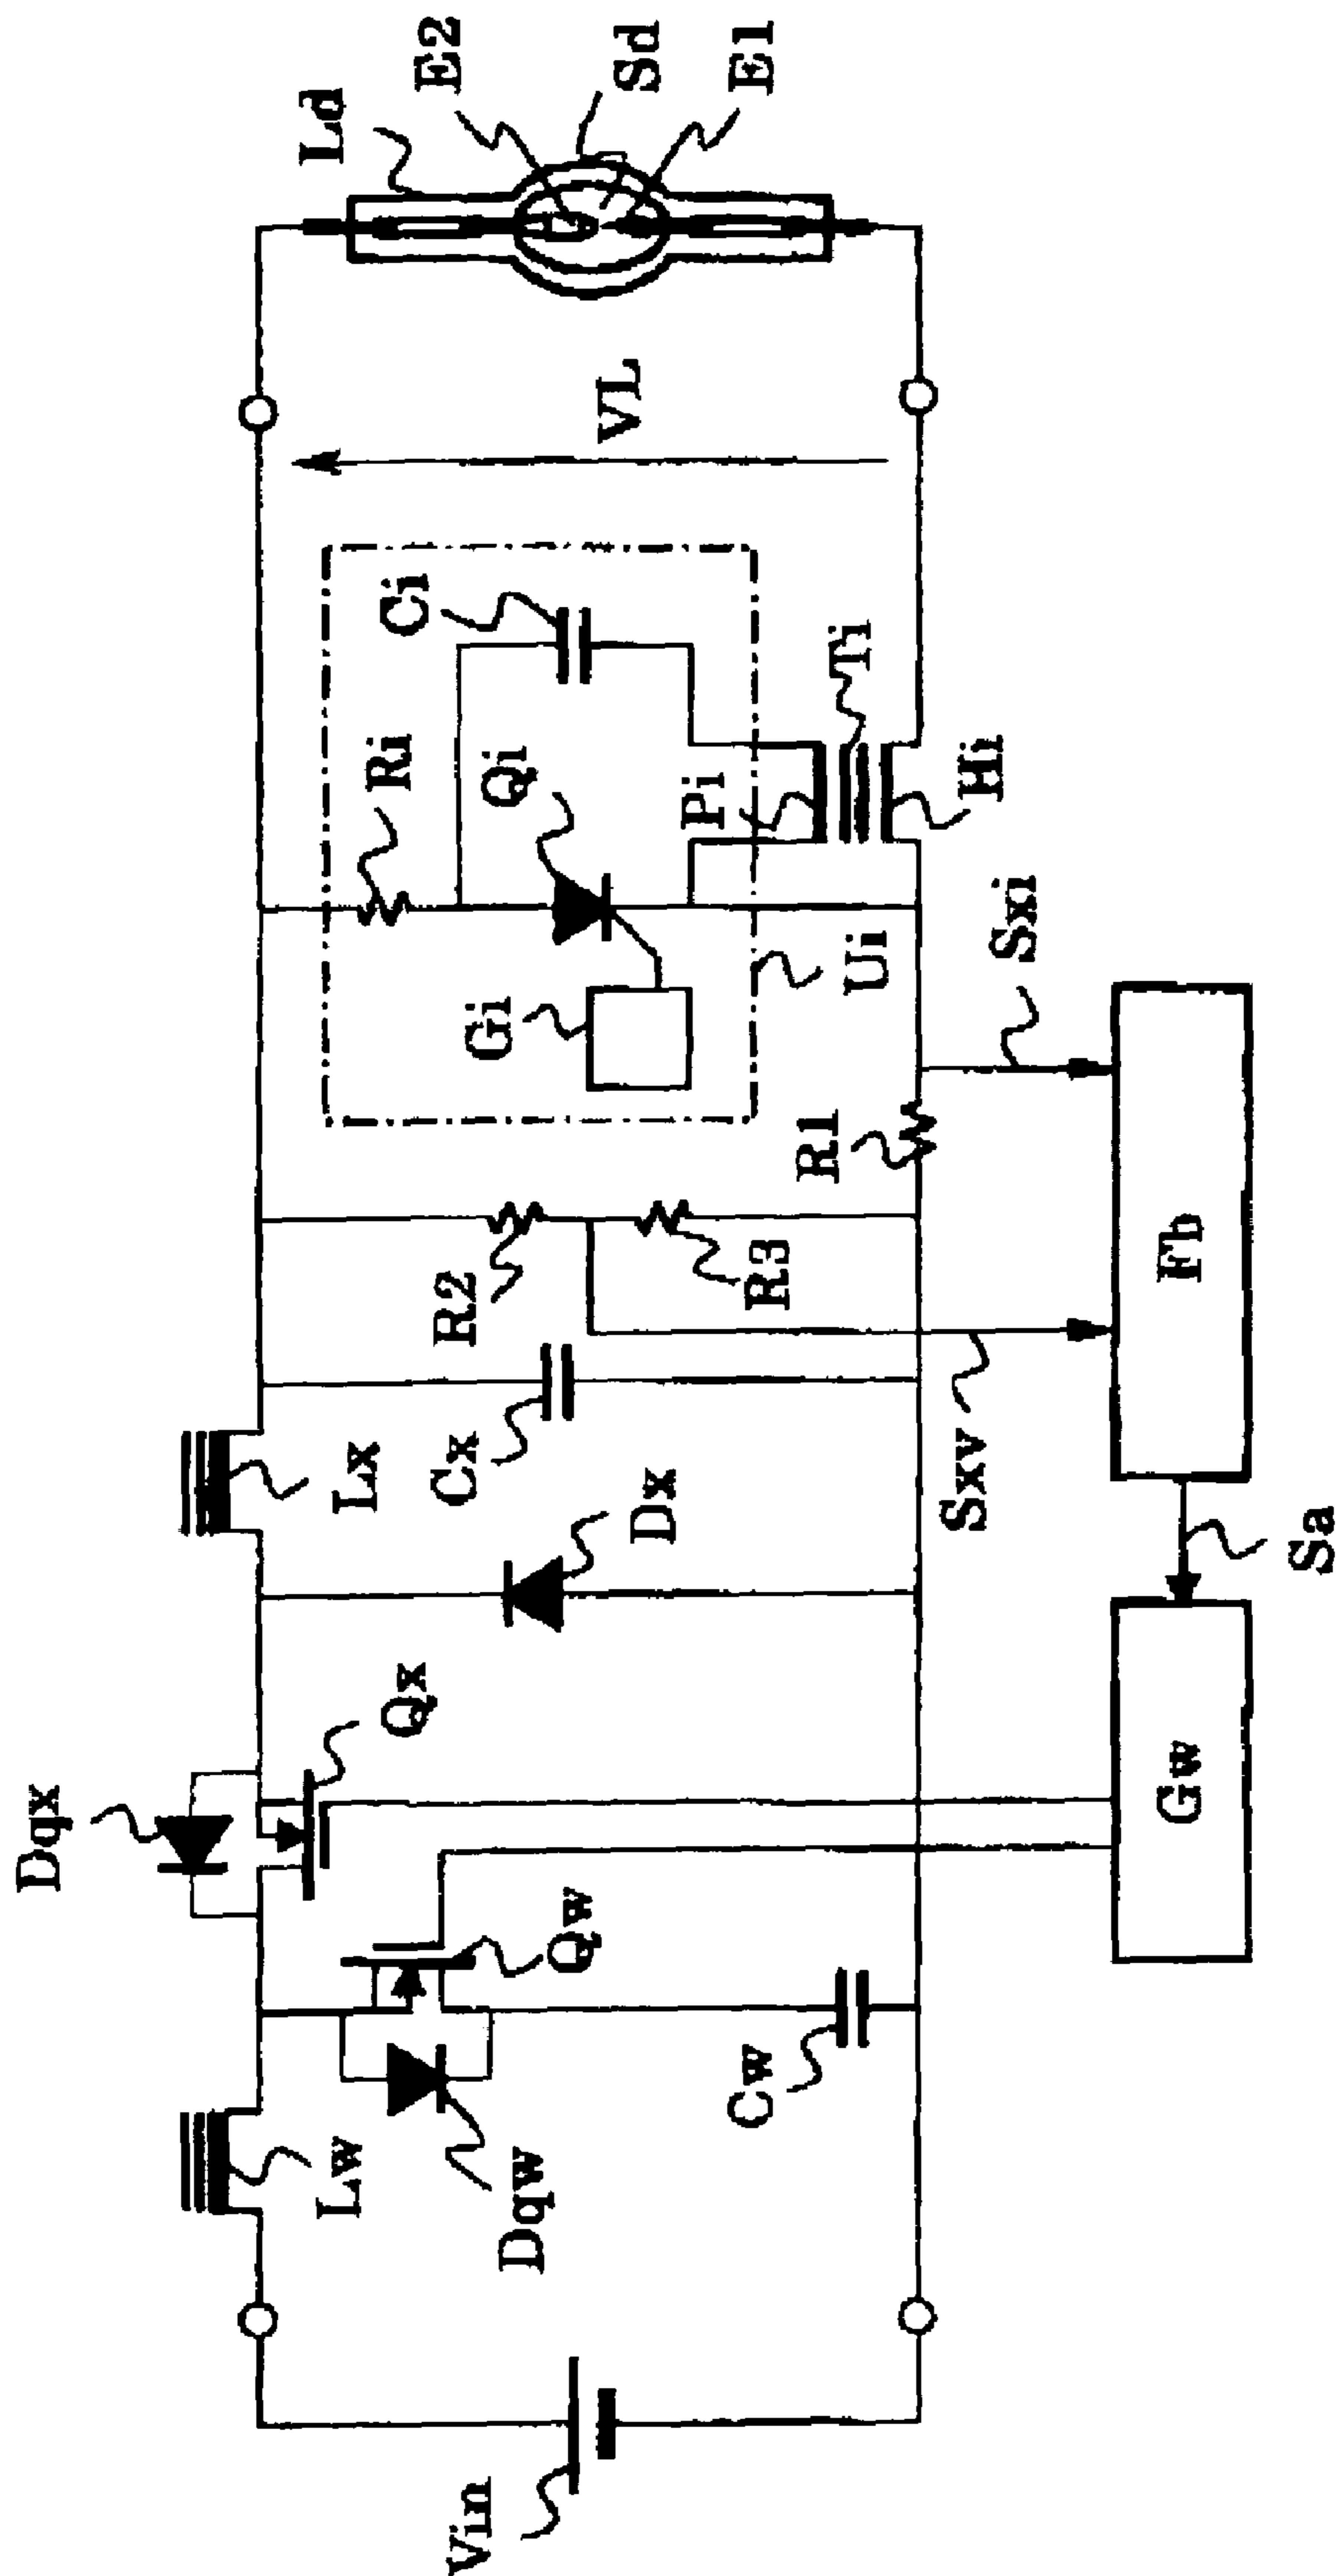 Ld
E2
Sd
E1
VL
Ci
Ri
Qi
Pi
Ti
Hi
Gi
Ui
Sxi
R1
R2
R3
Fb
Lx
Cx
Sxv
Dx
Sa
Dqx
Qx
Gw
Qw
Cw
Lw
Dqw
Vin